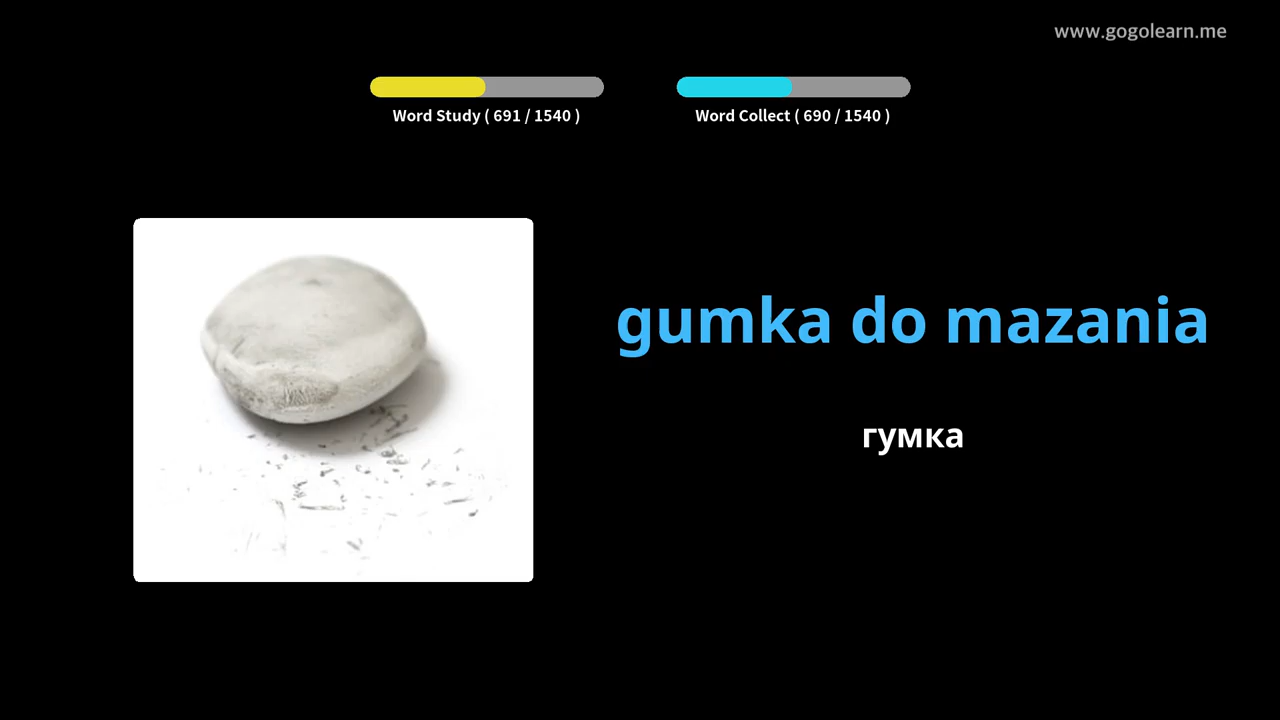 www.gogolearn.me
Word Study ( 691 / 1540 )
Word Collect ( 690 / 1540 )
gumka do mazania
гумка